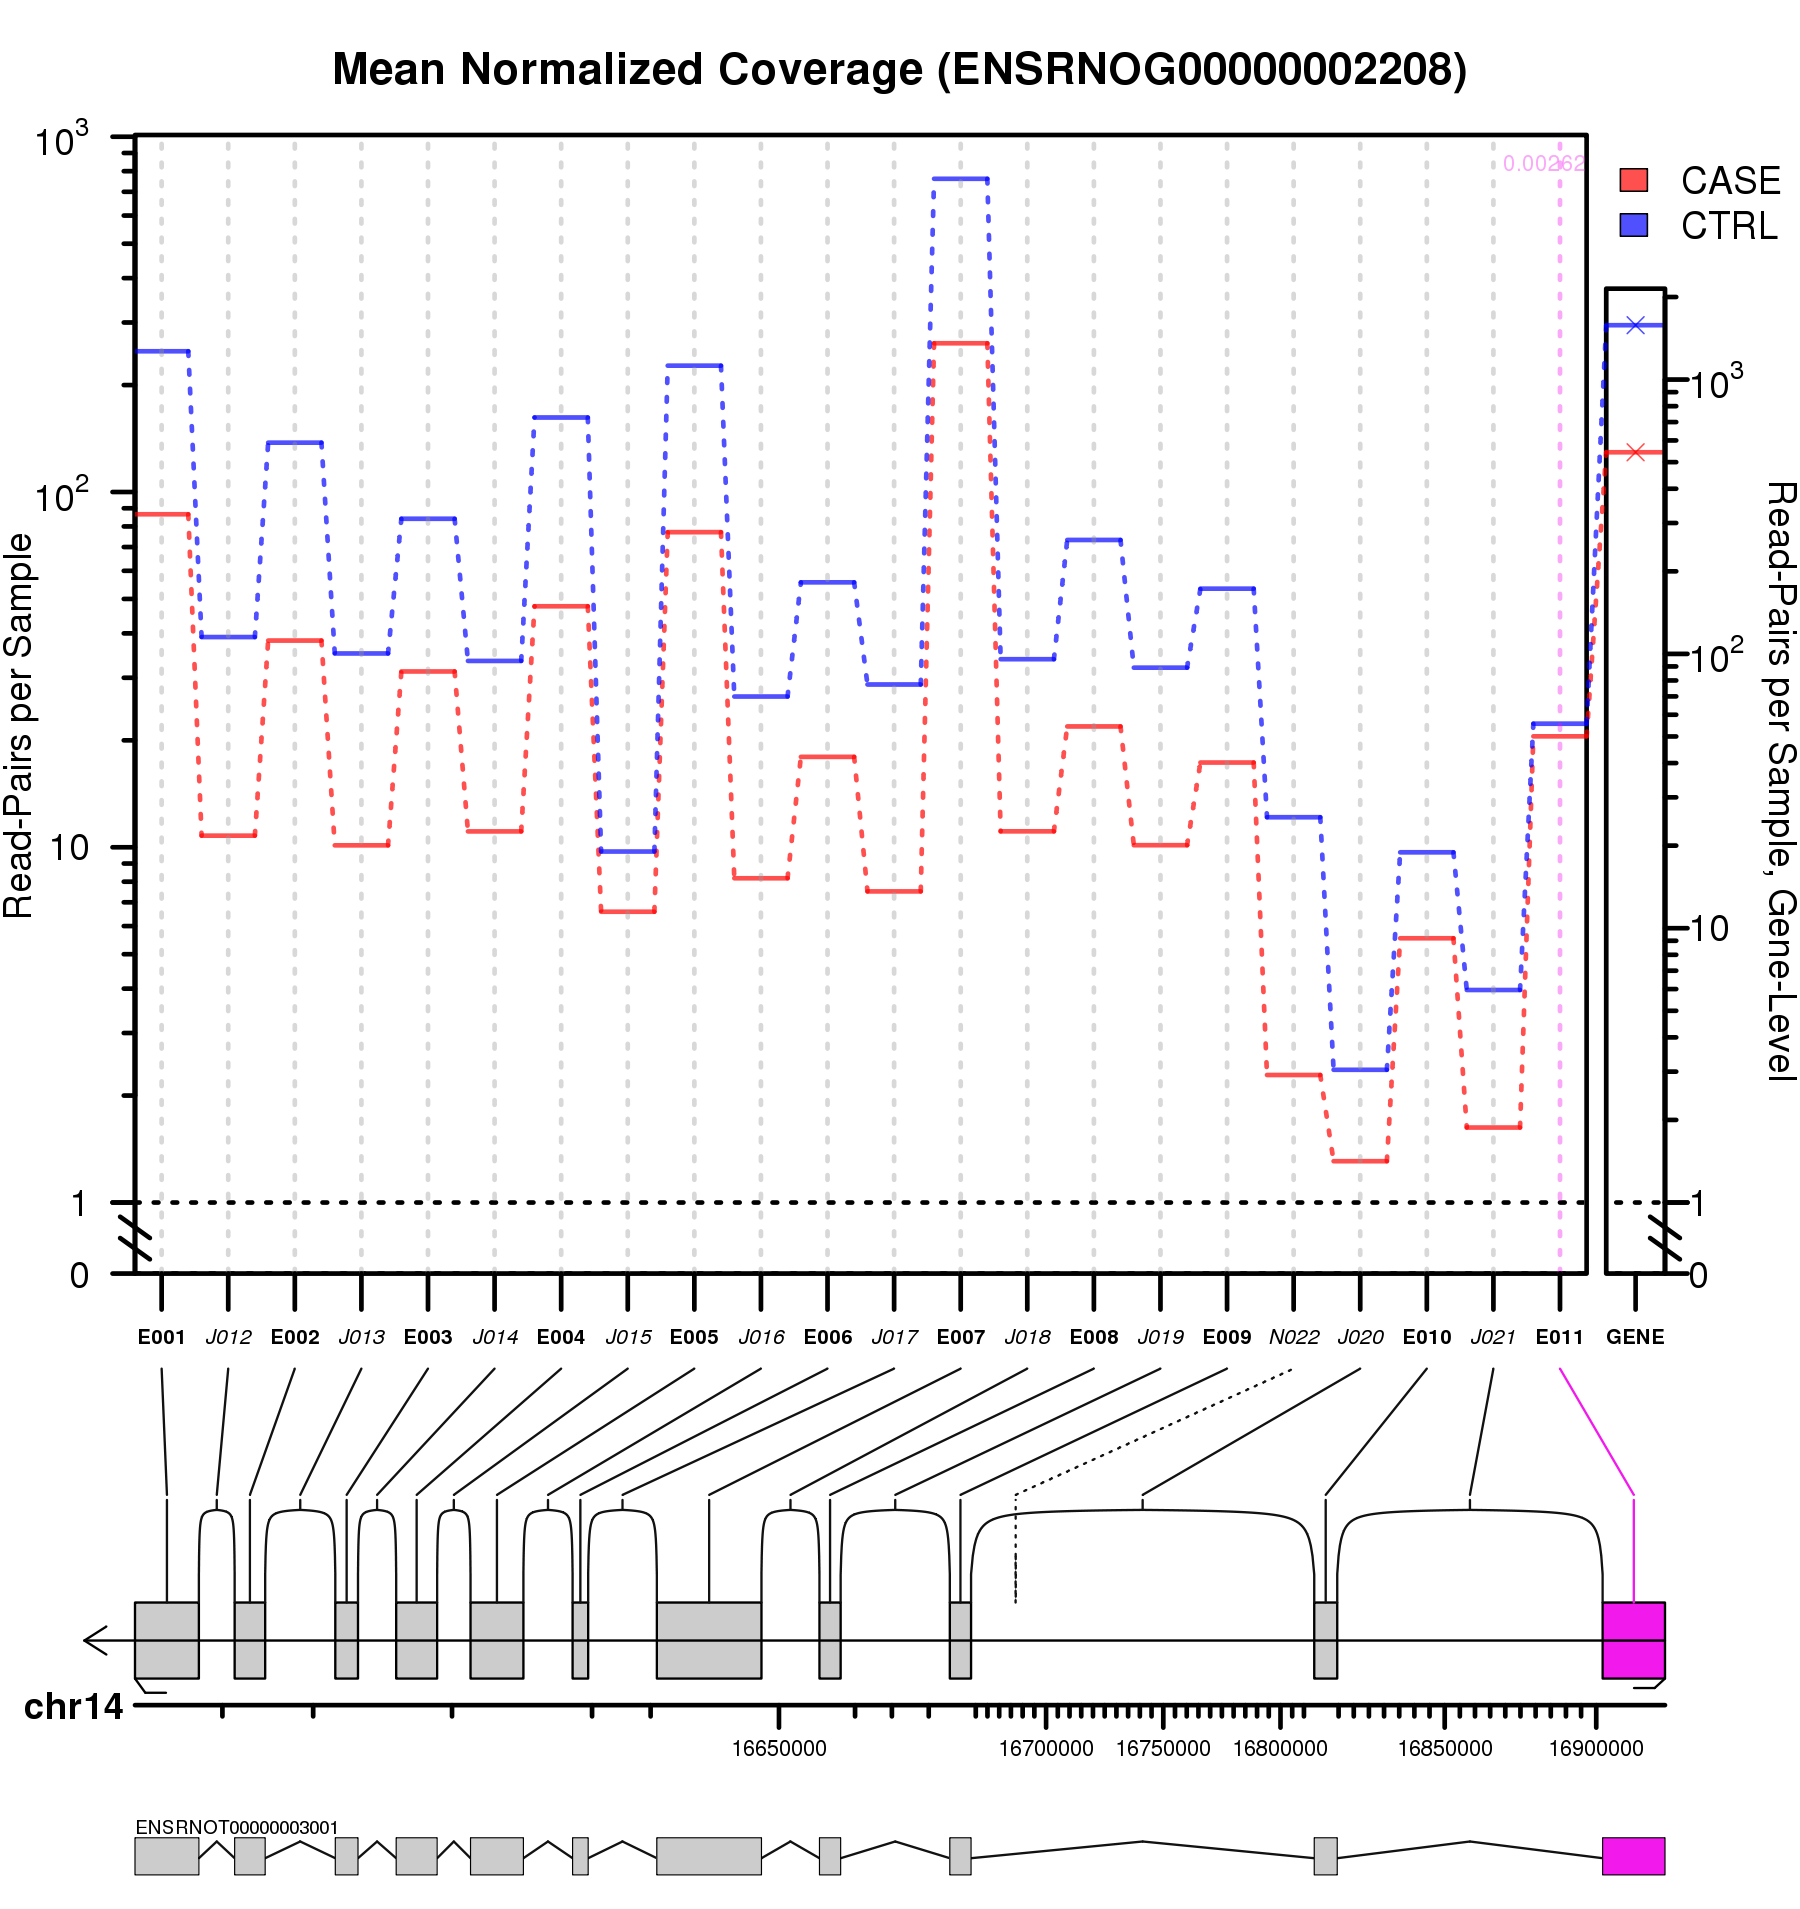 Mean Normalized Coverage (ENSRNOG00000002208)
10³
10²
10
1
0
Read-Pairs per Sample
0.00262
CASE
CTRL
10³
10²
10
1
0
Read-Pairs per Sample, Gene-Level
E001 J012 E002 J013 E003 J014 E004 J015 E005 J016 E006 J017 E007 J018 E008 J019 E009 N022 J020 E010 J021 E011 GENE
chr14
16650000 16700000 16750000 16800000 16850000 16900000
ENSRNOT00000003001